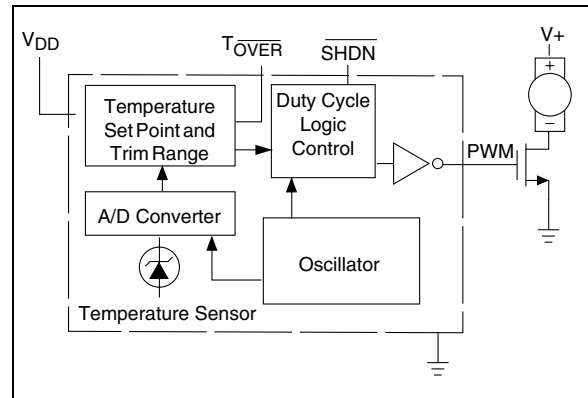 VDD
TOVER
SHDN
V+
+
−
Temperature
Set Point and
Trim Range
Duty Cycle
Logic
Control
PWM
A/D Converter
Oscillator
Temperature Sensor